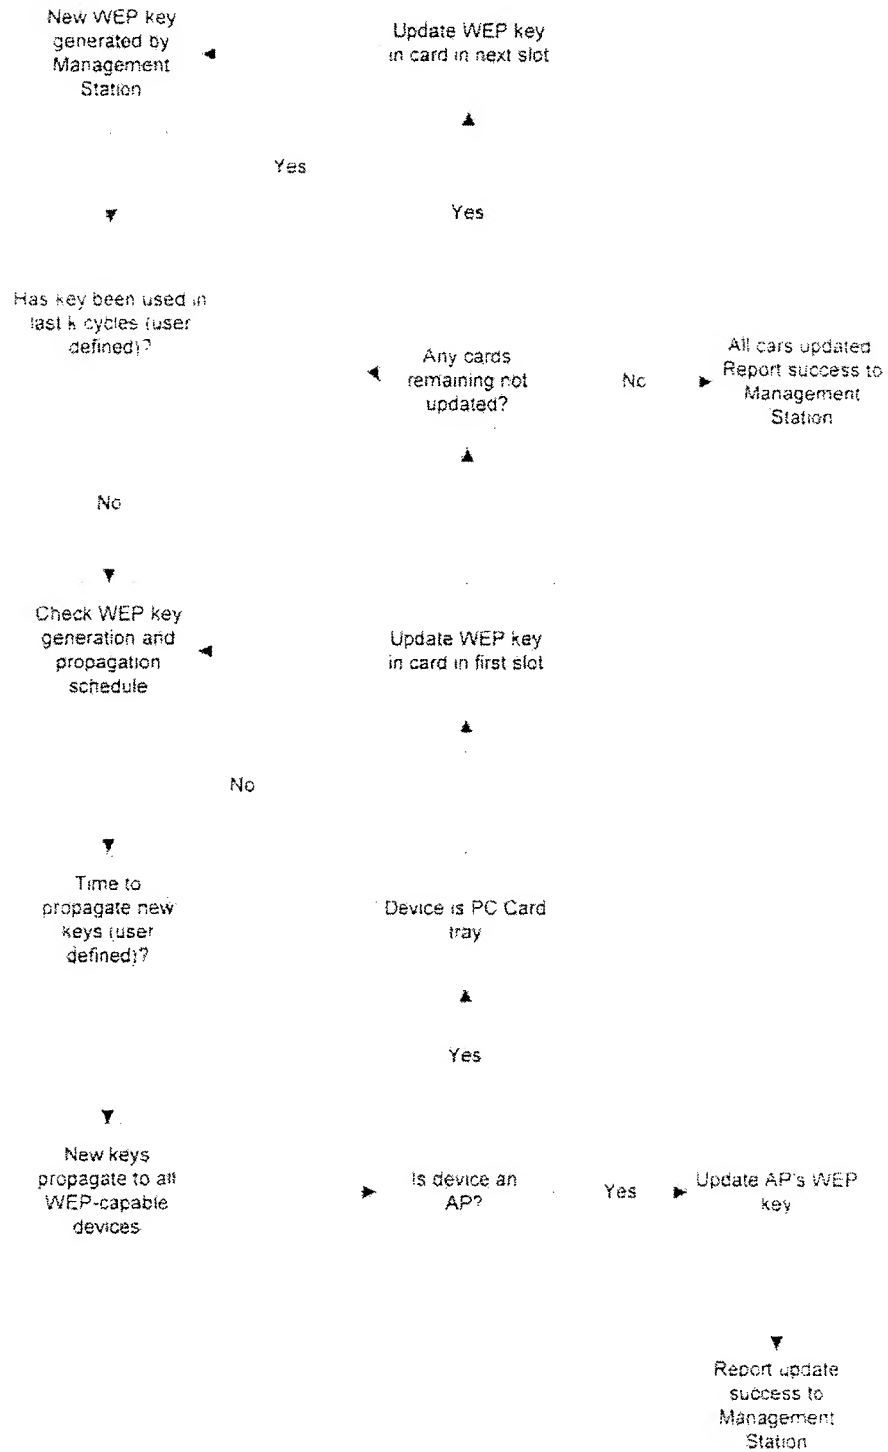 New WEP key
generated by
Management
Station
Update WEP key
in card in next slot
Yes
Yes
Has key been used in
last k cycles (user
defined)?
Any cards
remaining not
updated?
No
All cars updated
Report success to
Management
Station
No
Check WEP key
generation and
propagation
schedule
Update WEP key
in card in first slot
No
Time to
propagate new
keys (user
defined)?
Device is PC Card
tray
Yes
New keys
propagate to all
WEP-capable
devices
Is device an
AP?
Yes
Update AP's WEP
key
Report update
success to
Management
Station